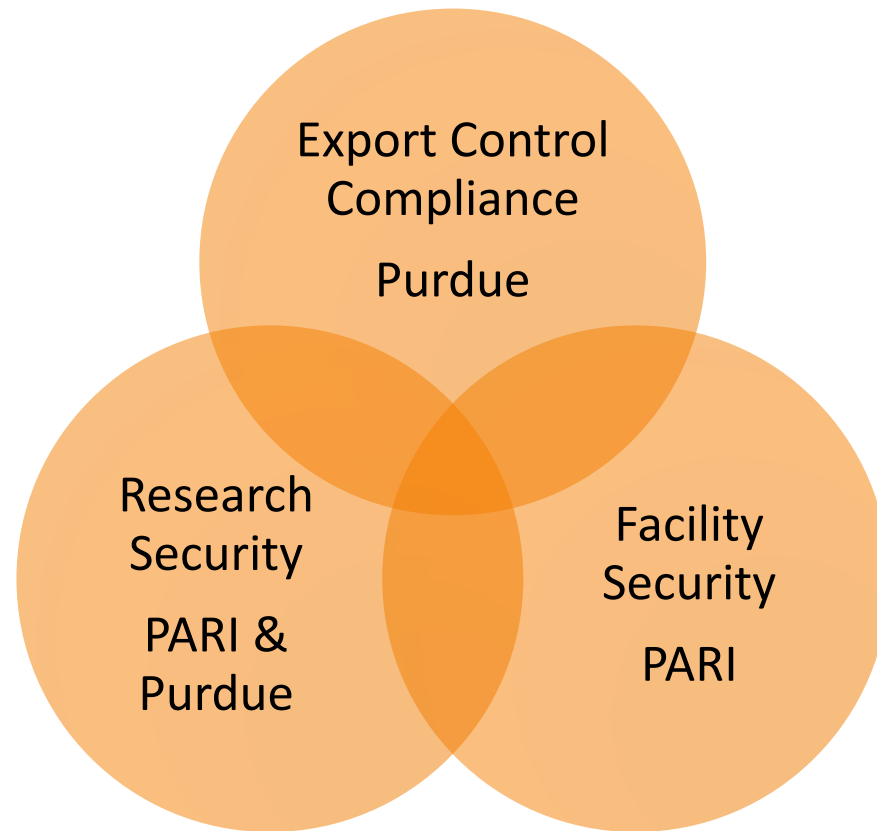 Export Control
Compliance
Purdue
Research
Security
PARI &
Purdue
Facility
Security
PARI